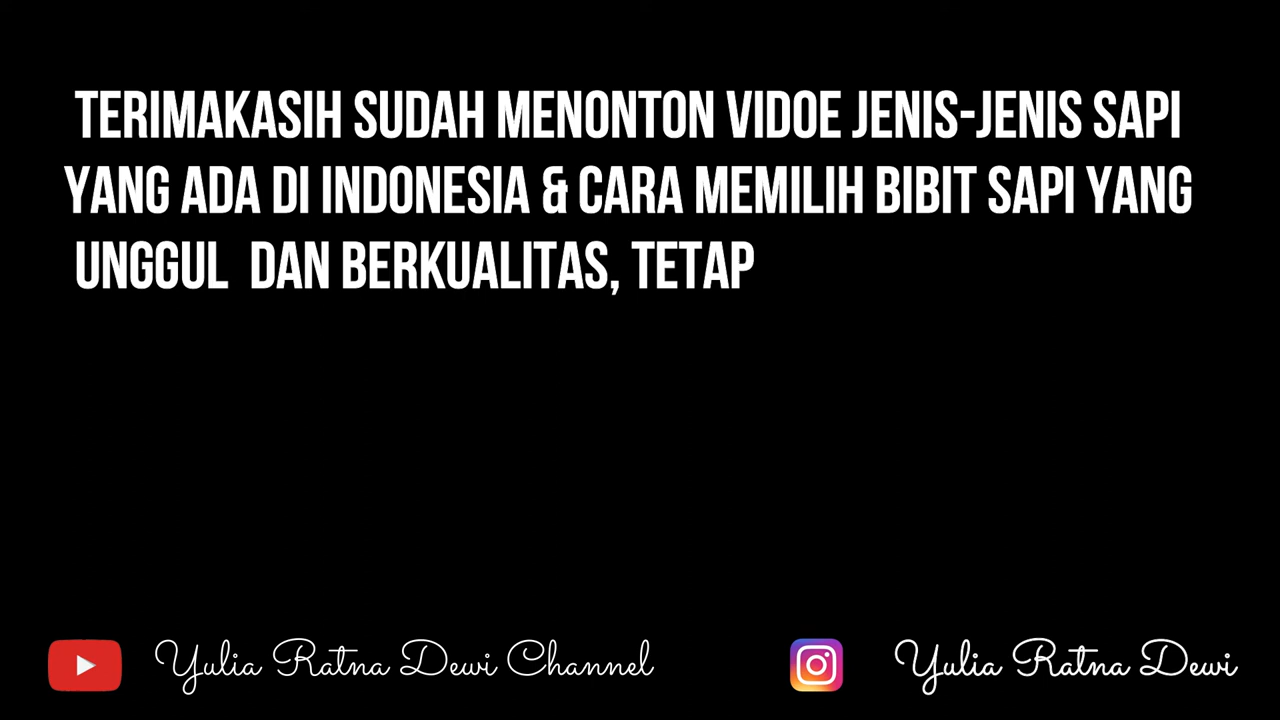 TERIMAKASIH SUDAH MENONTON VIDOE JENIS-JENIS SAPI
YANG ADA DI INDONESIA & CARA MEMILIH BIBIT SAPI YANG
UNGGUL DAN BERKUALITAS, TETAP
Yulia Ratna Dewi Channel
Yulia Ratna Dewi